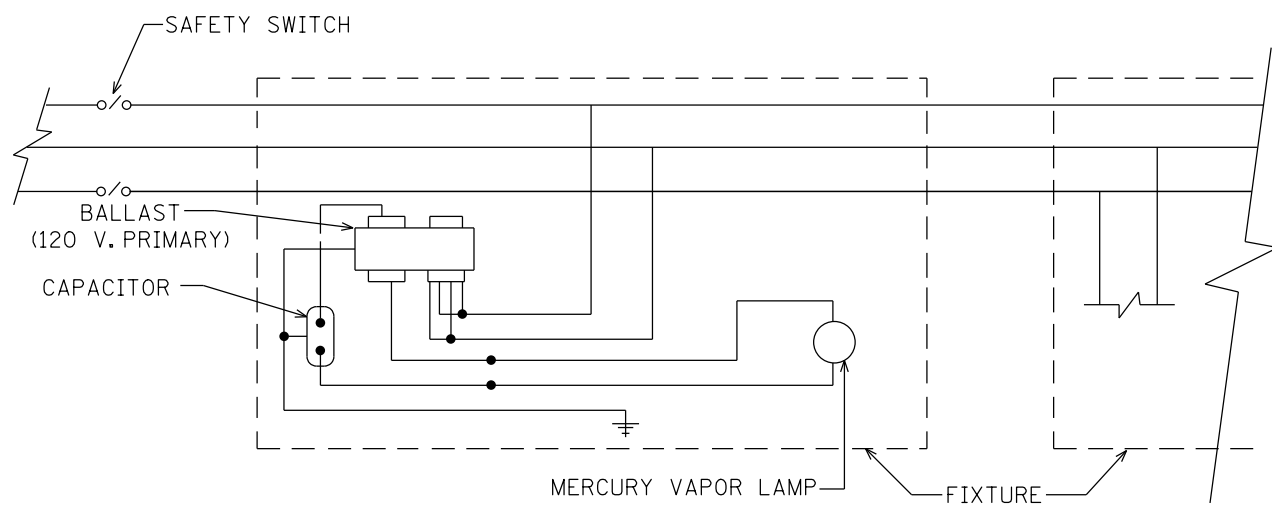 SAFETY SWITCH
BALLAST
(120 V. PRIMARY)
CAPACITOR
MERCURY VAPOR LAMP
FIXTURE